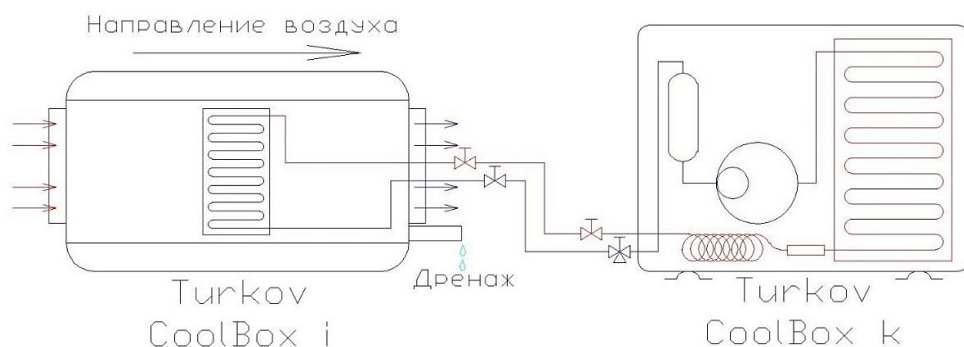 Направление воздуха
Дренаж
Turkov
CoolBox i
Turkov
CoolBox k